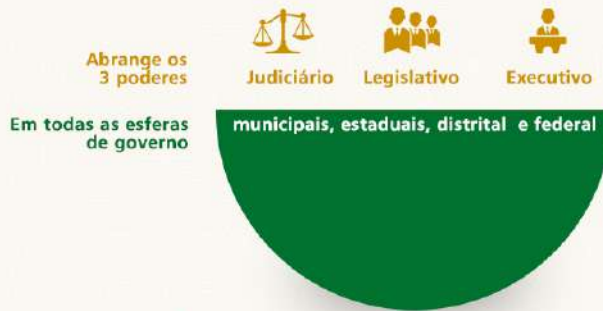 Abrange os
3 poderes
Judiciário Legislativo Executivo
Em todas as esferas
de governo
municipais, estaduais, distrital e federal